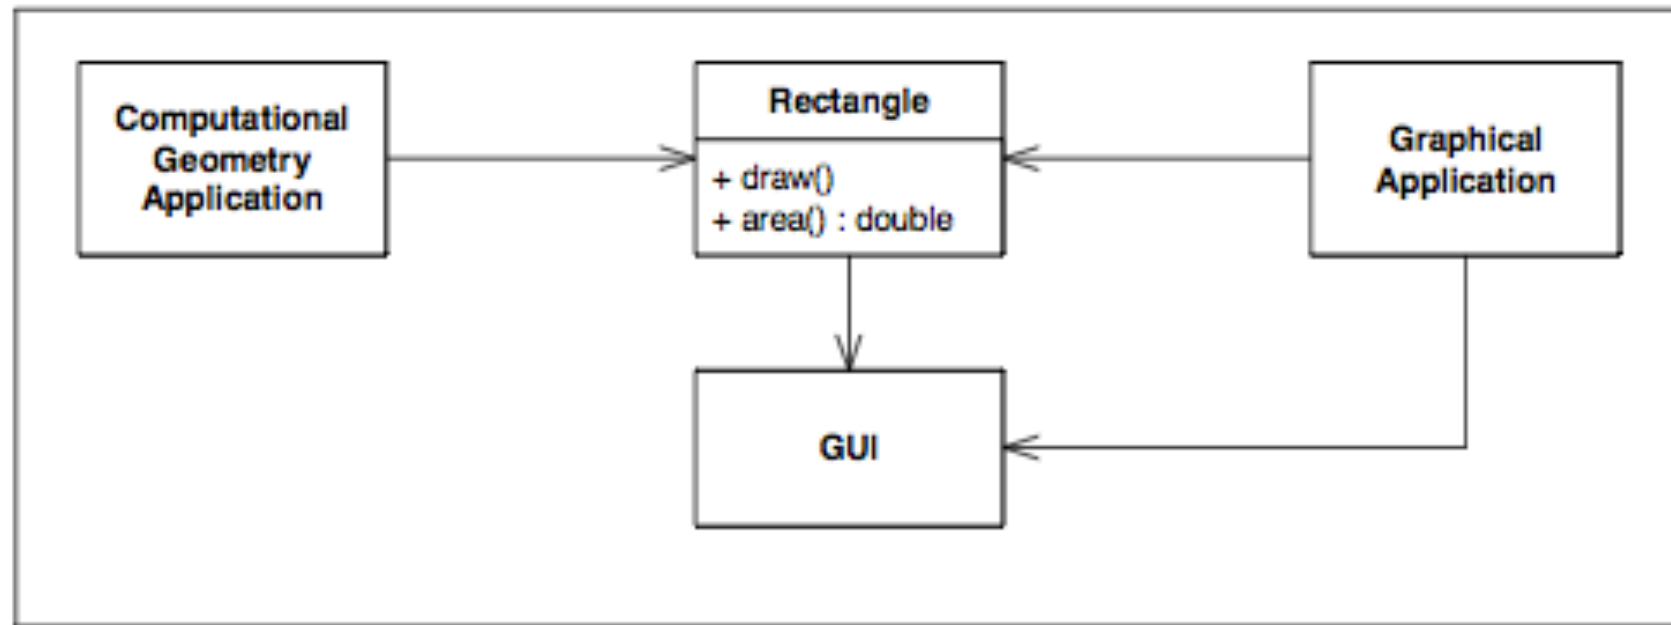 Computational
Geometry
Application
Rectangle
+ draw()
+ area() : double
Graphical
Application
GUI